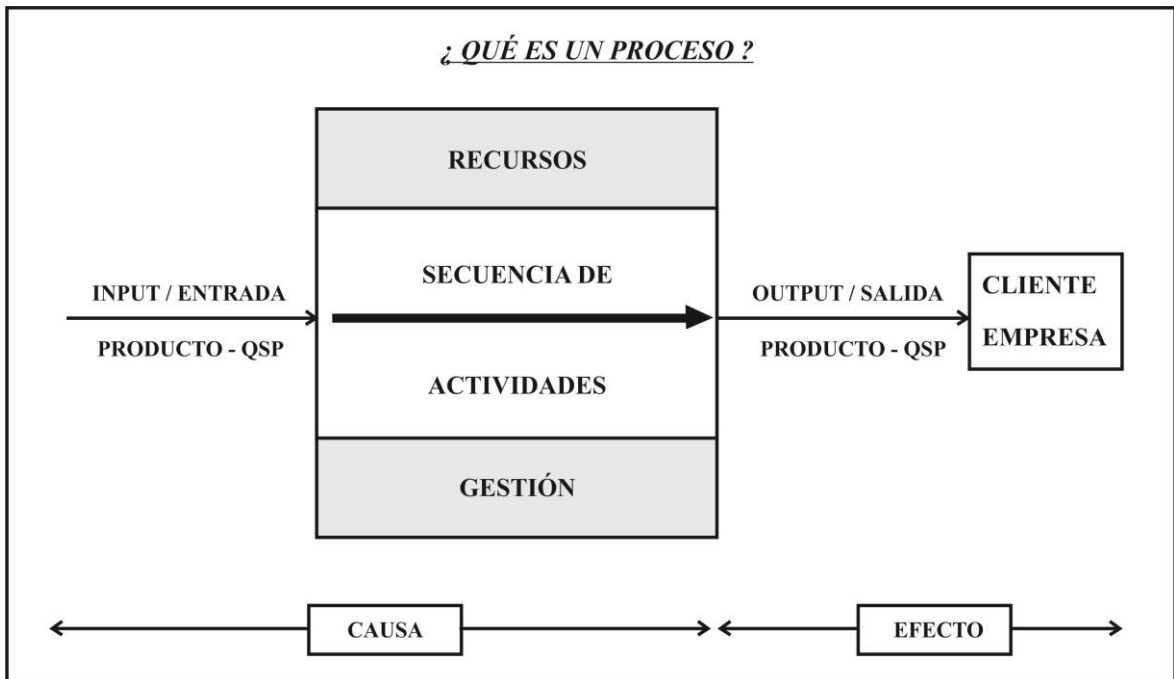 ¿ QUÉ ES UN PROCESO ?
RECURSOS
INPUT / ENTRADA
PRODUCTO - QSP
SECUENCIA DE
ACTIVIDADES
OUTPUT / SALIDA
PRODUCTO - QSP
CLIENTE
EMPRESA
GESTIÓN
CAUSA
EFECTO